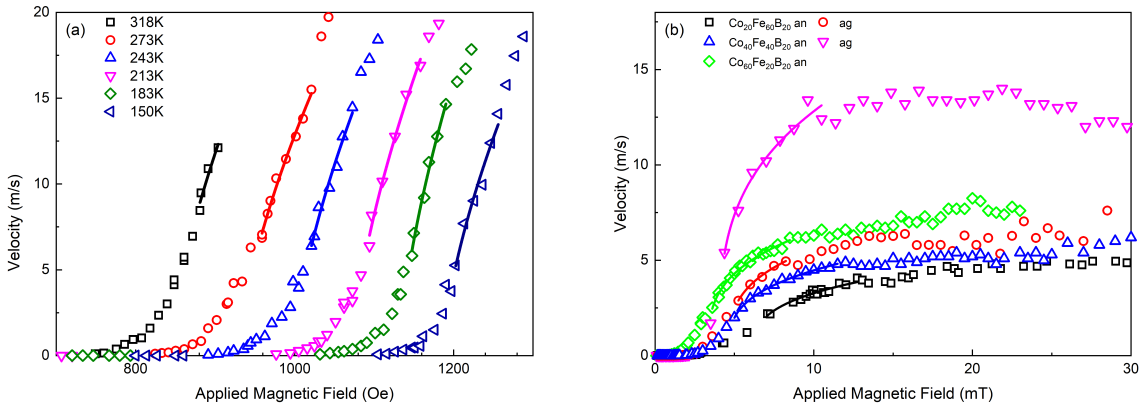 (a)
318K
273K
243K
213K
183K
150K
20
15
10
5
0
Velocity (m/s)
800
1000
1200
Applied Magnetic Field (Oe)
(b)
Co₂₀Fe₆₀B₂₀ an ag
Co₄₀Fe₄₀B₂₀ an ag
Co₆₀Fe₂₀B₂₀ an
20
15
10
5
0
Velocity (m/s)
0
10
20
30
Applied Magnetic Field (mT)